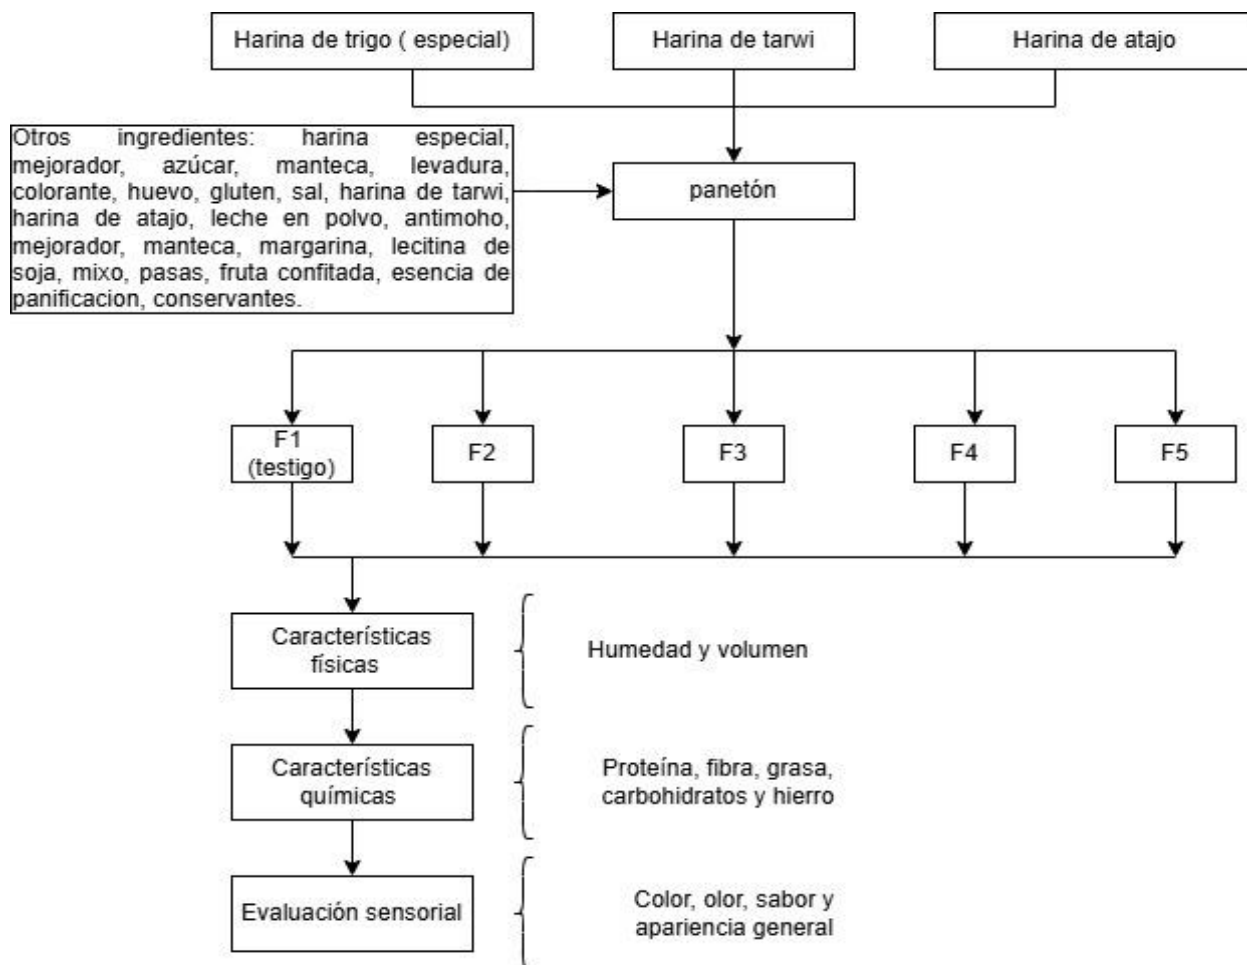 Harina de trigo ( especial)
Harina de tarwi
Harina de atajo
Otros ingredientes: harina especial,
mejorador, azúcar, manteca, levadura,
colorante, huevo, gluten, sal, harina de tarwi,
harina de atajo, leche en polvo, antimoho,
mejorador, manteca, margarina, lecitina de
soja, mixo, pasas, fruta confitada, esencia de
panificacion, conservantes.
panetón
F1
(testigo)
F2
F3
F4
F5
Característicás
físicas
Humedad y volumen
Característicás
químicas
Proteína, fibra, grasa,
carbohidratos y hierro
Evaluación sensorial
Color, olor, sabor y
apariencia general